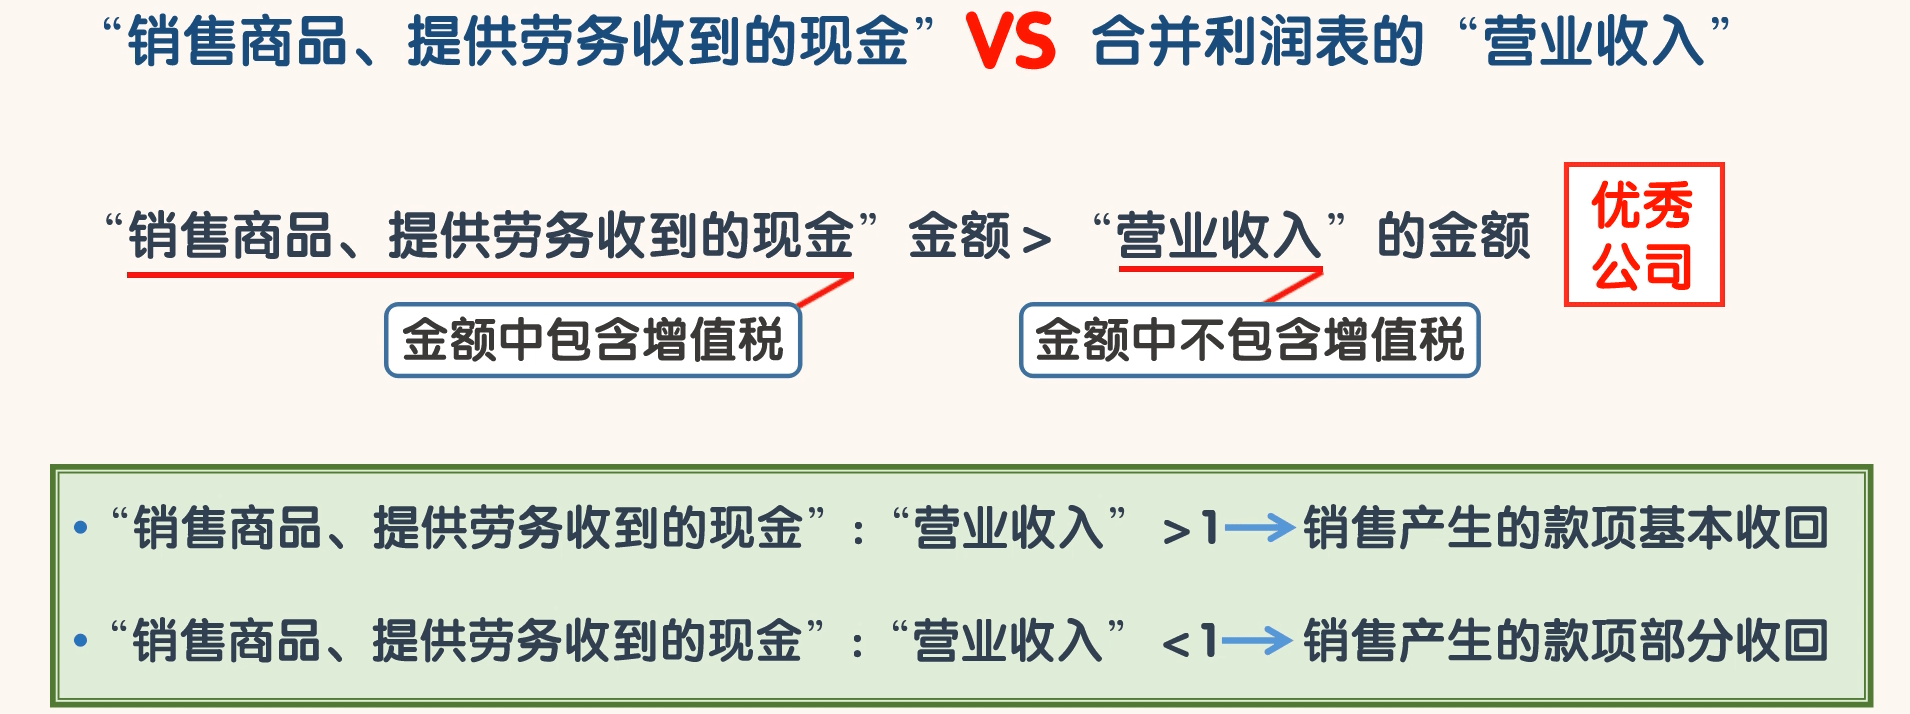 “销售商品、提供劳务收到的现金” VS 合并利润表的 “营业收入”
“销售商品、提供劳务收到的现金” 金额 > “营业收入” 的金额
优秀
公司
金额中包含增值税
金额中不包含增值税
• “销售商品、提供劳务收到的现金” : “营业收入” >1→销售产生的款项基本收回
• “销售商品、提供劳务收到的现金” : “营业收入” <1→销售产生的款项部分收回